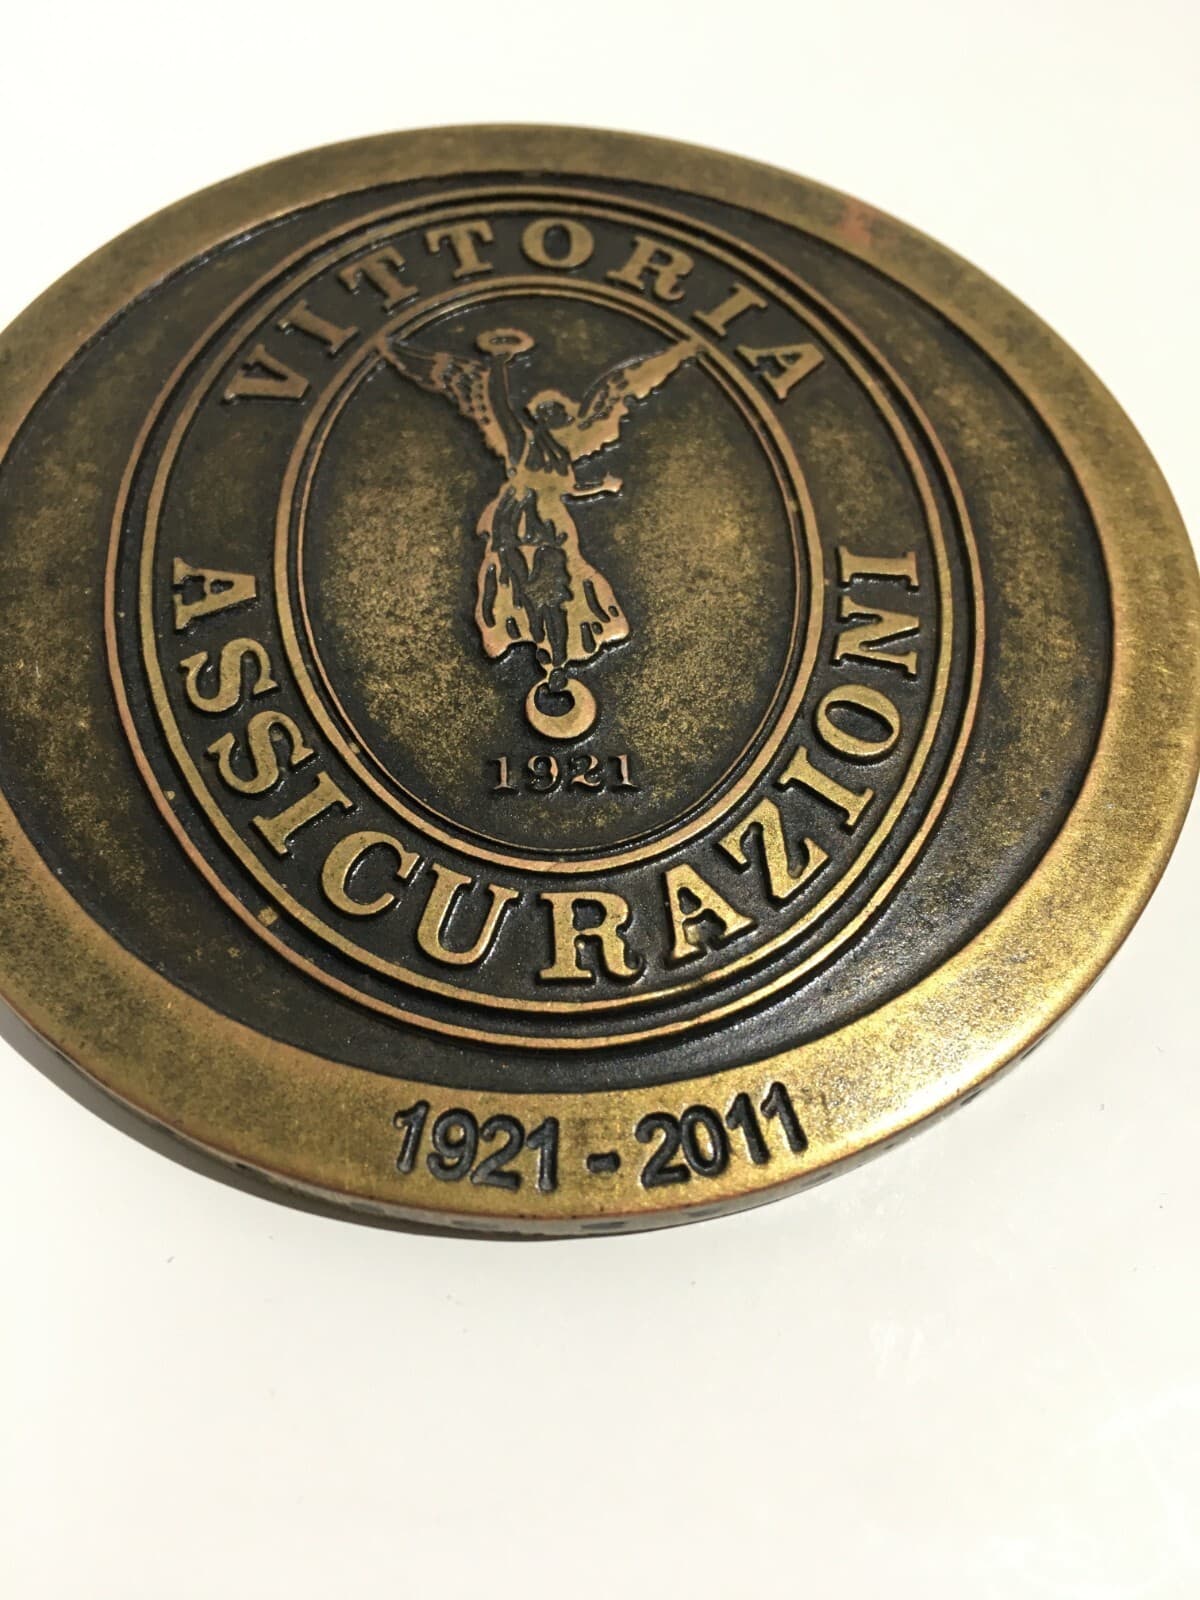 VITTORIA
ASSICURAZIONI
1921
1921 - 2011